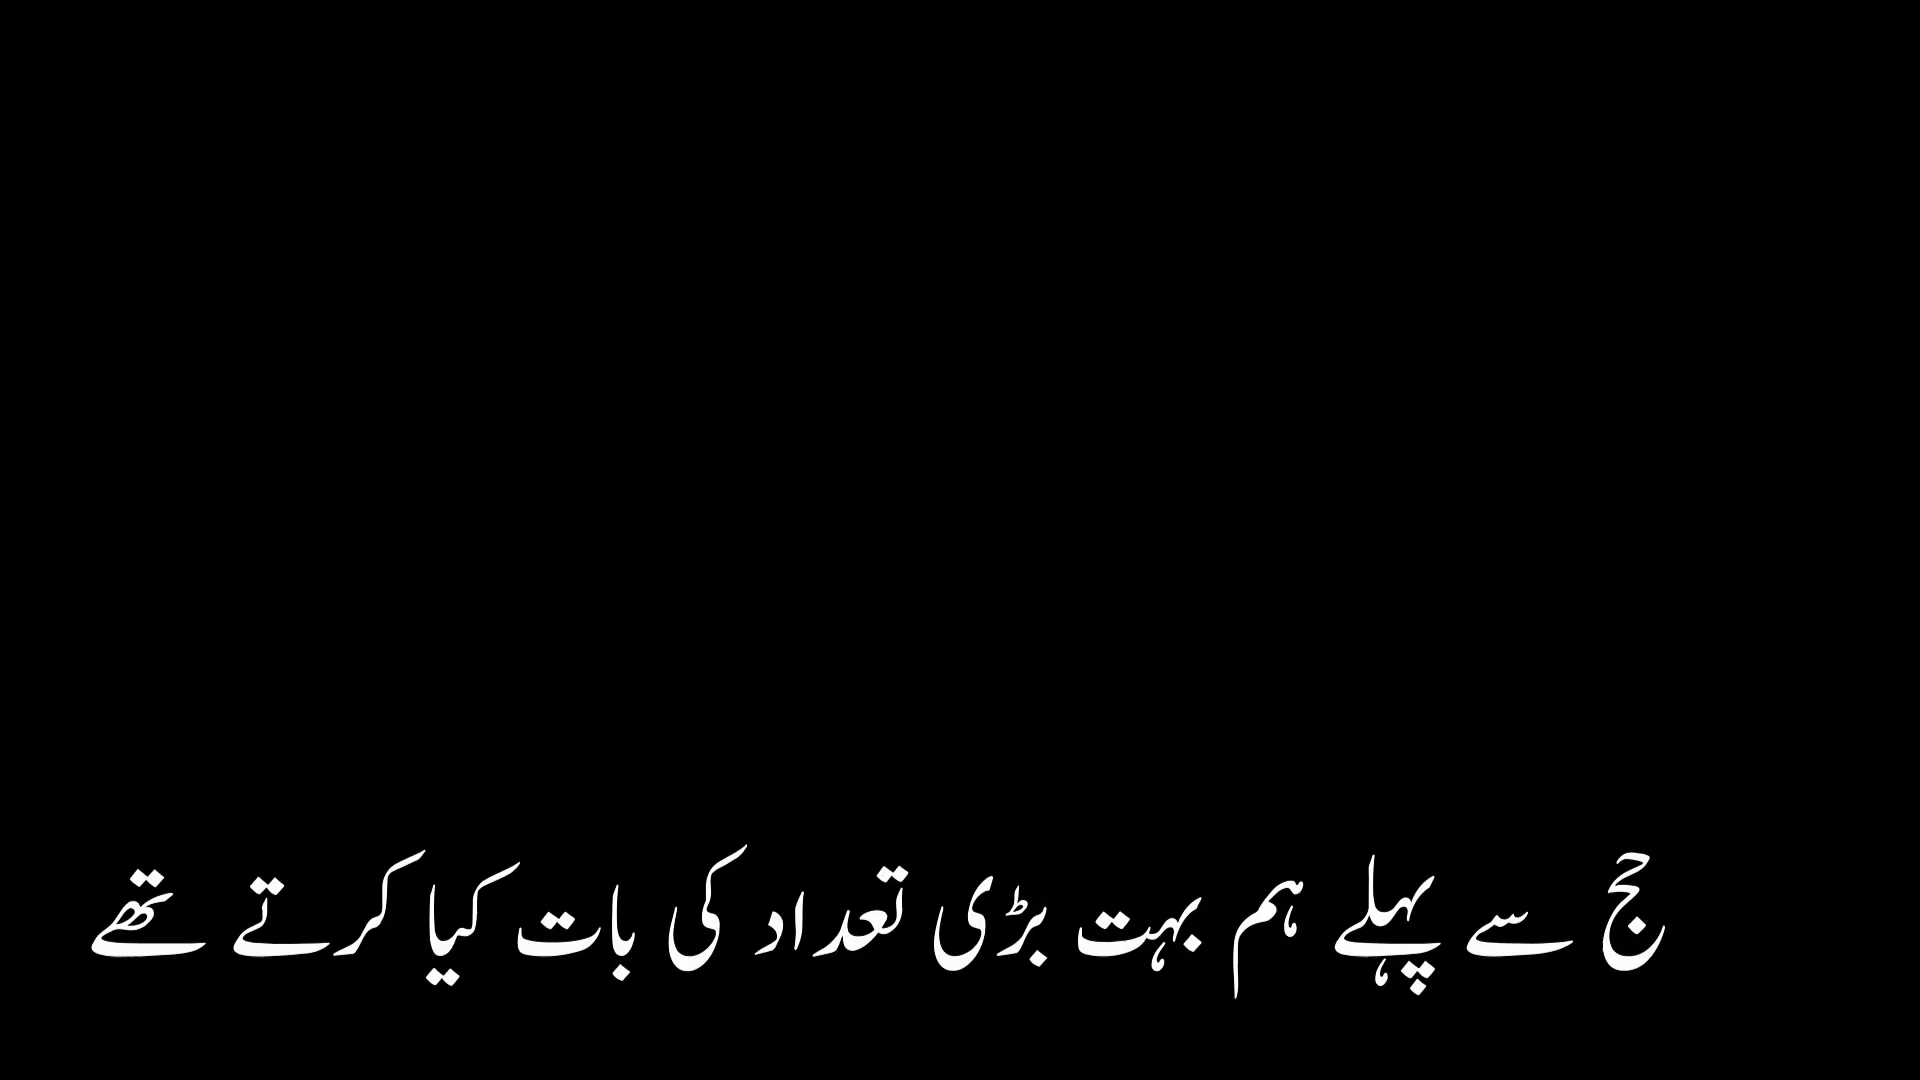 حج سے پہلے ہم بہت بڑی تعداد کی بات کیا کرتے تھے